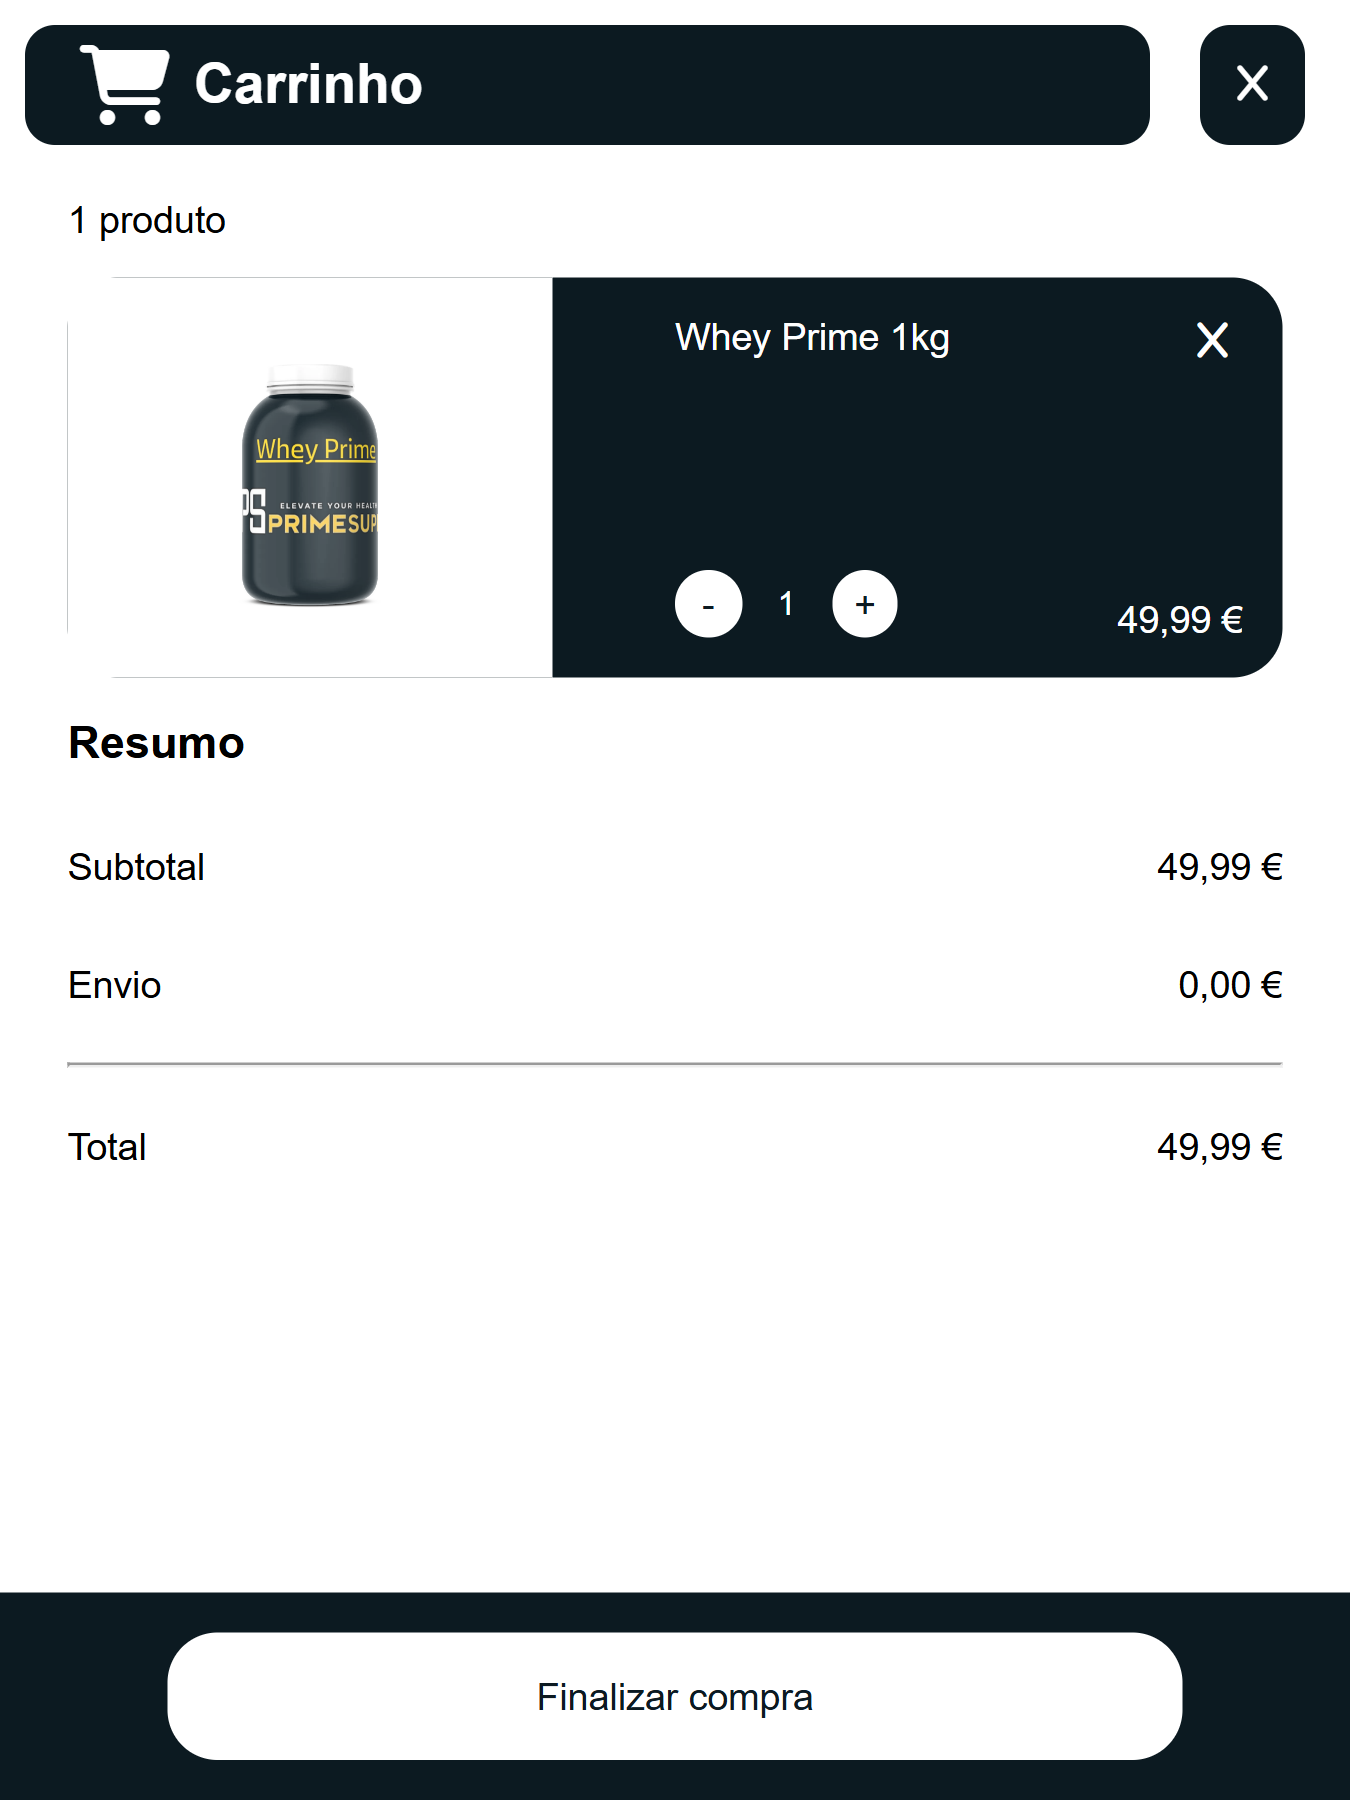 Carrinho
X
1 produto
Whey Prime 1kg
X
Whey Prime
PS
ELEVATE YOUR HEALT
PRIMESUP
- 1 +
49,99 €
Resumo
Subtotal 49,99 €
Envio 0,00 €
Total 49,99 €
Finalizar compra